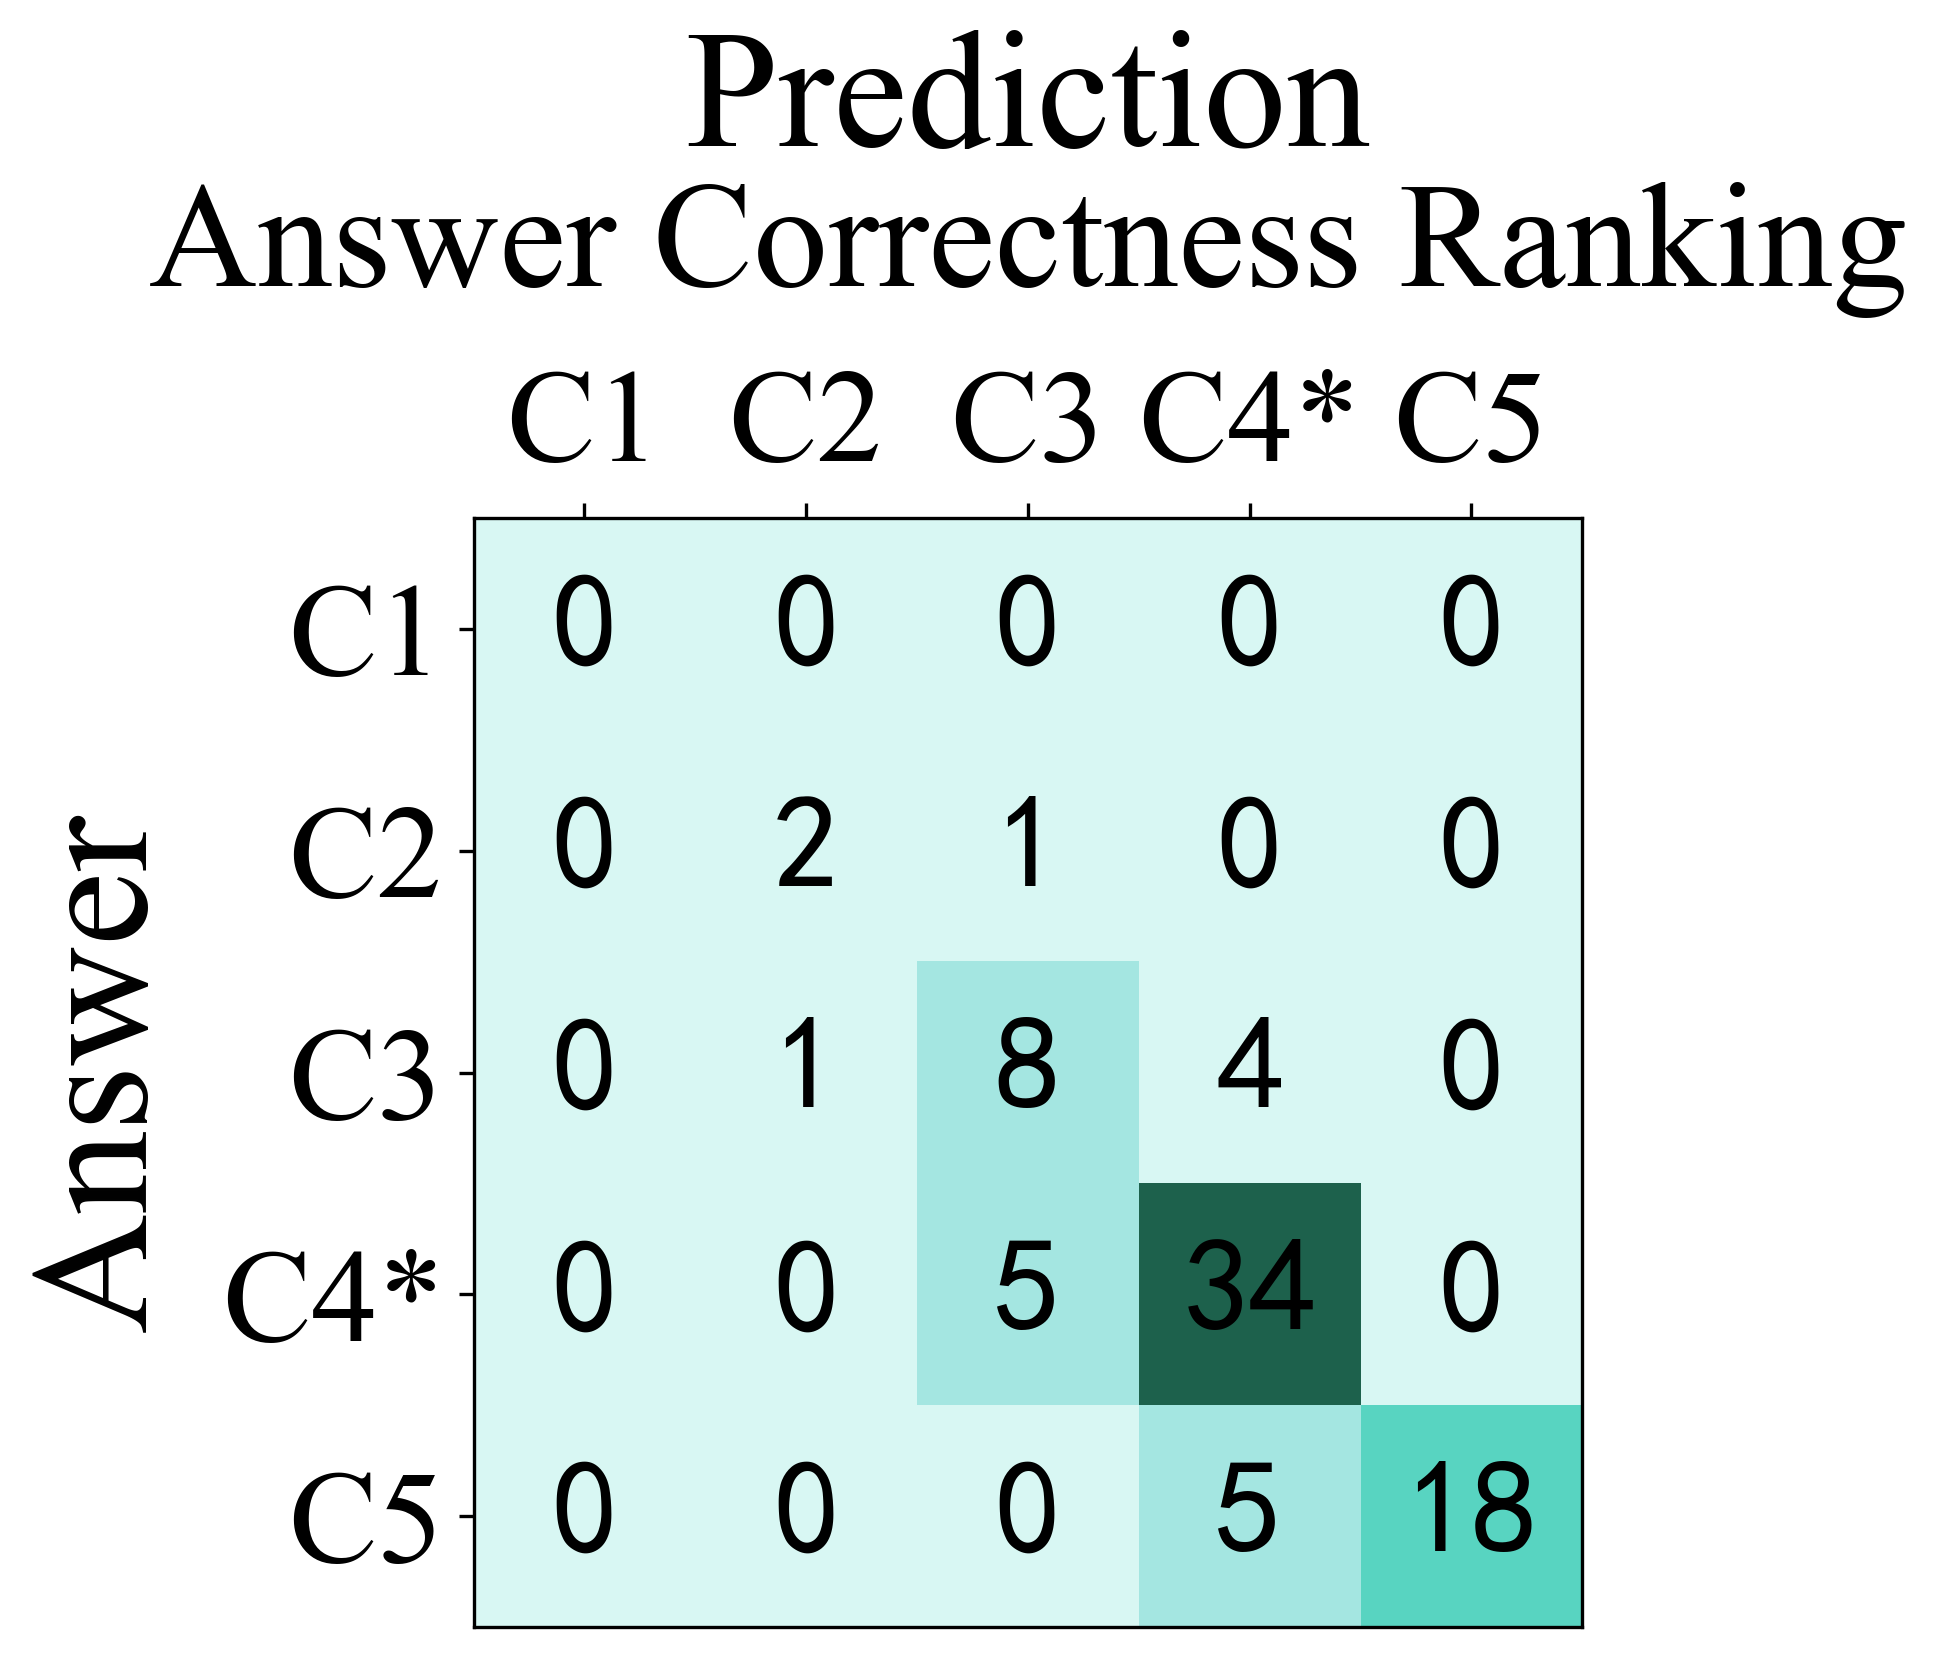 Prediction
Answer Correctness Ranking
C1 C2 C3 C4* C5
Answer
C1 0 0 0 0 0
C2 0 2 1 0 0
C3 0 1 8 4 0
C4* 0 0 5 34 0
C5 0 0 0 5 18